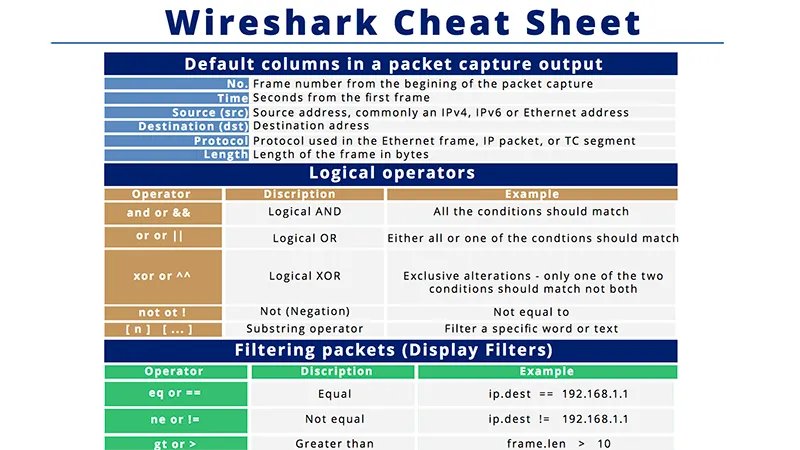 Wireshark Cheat Sheet
Default columns in a packet capture output
No. Frame number from the begining of the packet capture
Time Seconds from the first frame
Source (src) Source address, commonly an IPv4, IPv6 or Ethernet address
Destination (dst) Destination adress
Protocol Protocol used in the Ethernet frame, IP packet, or TC segment
Length Length of the frame in bytes
Logical operators
Operator Discription Example
and or && Logical AND All the conditions should match
or or || Logical OR Either all or one of the condtions should match
xor or ^^ Logical XOR Exclusive alterations - only one of the two
conditions should match not both
not ot ! Not (Negation) Not equal to
[ n ] [ ... ] Substring operator Filter a specific word or text
Filtering packets (Display Filters)
Operator Discription Example
eq or == Equal ip.dest == 192.168.1.1
ne or != Not equal ip.dest != 192.168.1.1
gt or > Greater than frame.len > 10